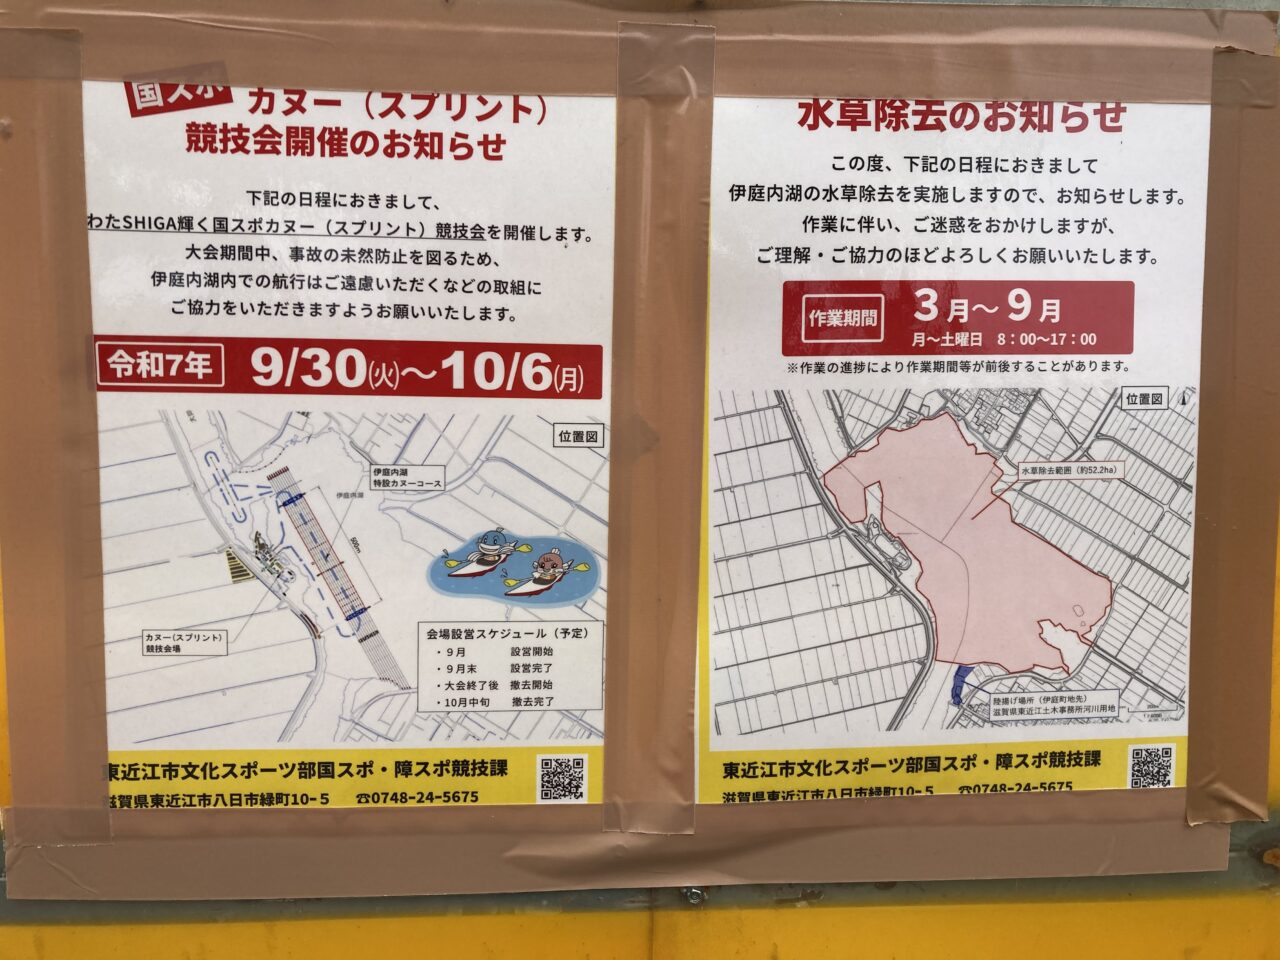 国スポ
カヌー（スプリント）
競技会開催のお知らせ
下記の日程におきまして、
わたSHIGA輝く国スポカヌー（スプリント）競技会を開催します。
大会期間中、事故の未然防止を図るため、
伊庭内湖内での航行はご遠慮いただくなどの取組に
ご協力をいただきますようお願いいたします。
令和7年 9/30(火)～10/6(月)
位置図
伊庭内湖
特設カヌーコース
伊庭内湖
500m
カヌー(スプリント)
競技会場
会場設営スケジュール（予定）
・９月 設営開始
・９月末 設営完了
・大会終了後 撤去開始
・10月中旬 撤去完了
東近江市文化スポーツ部国スポ・障スポ競技課
滋賀県東近江市八日市緑町10-5 ☎0748-24-5675
水草除去のお知らせ
この度、下記の日程におきまして
伊庭内湖の水草除去を実施しますので、お知らせします。
作業に伴い、ご迷惑をおかけしますが、
ご理解・ご協力のほどよろしくお願いいたします。
作業期間 ３月～９月
月～土曜日 8：00～17：00
※作業の進捗により作業期間等が前後することがあります。
位置図
水草除去範囲（約52.2ha）
陸揚げ場所（伊庭町地先）
滋賀県東近江土木事務所河川用地
東近江市文化スポーツ部国スポ・障スポ競技課
滋賀県東近江市八日市緑町10-5 ☎0748-24-5675